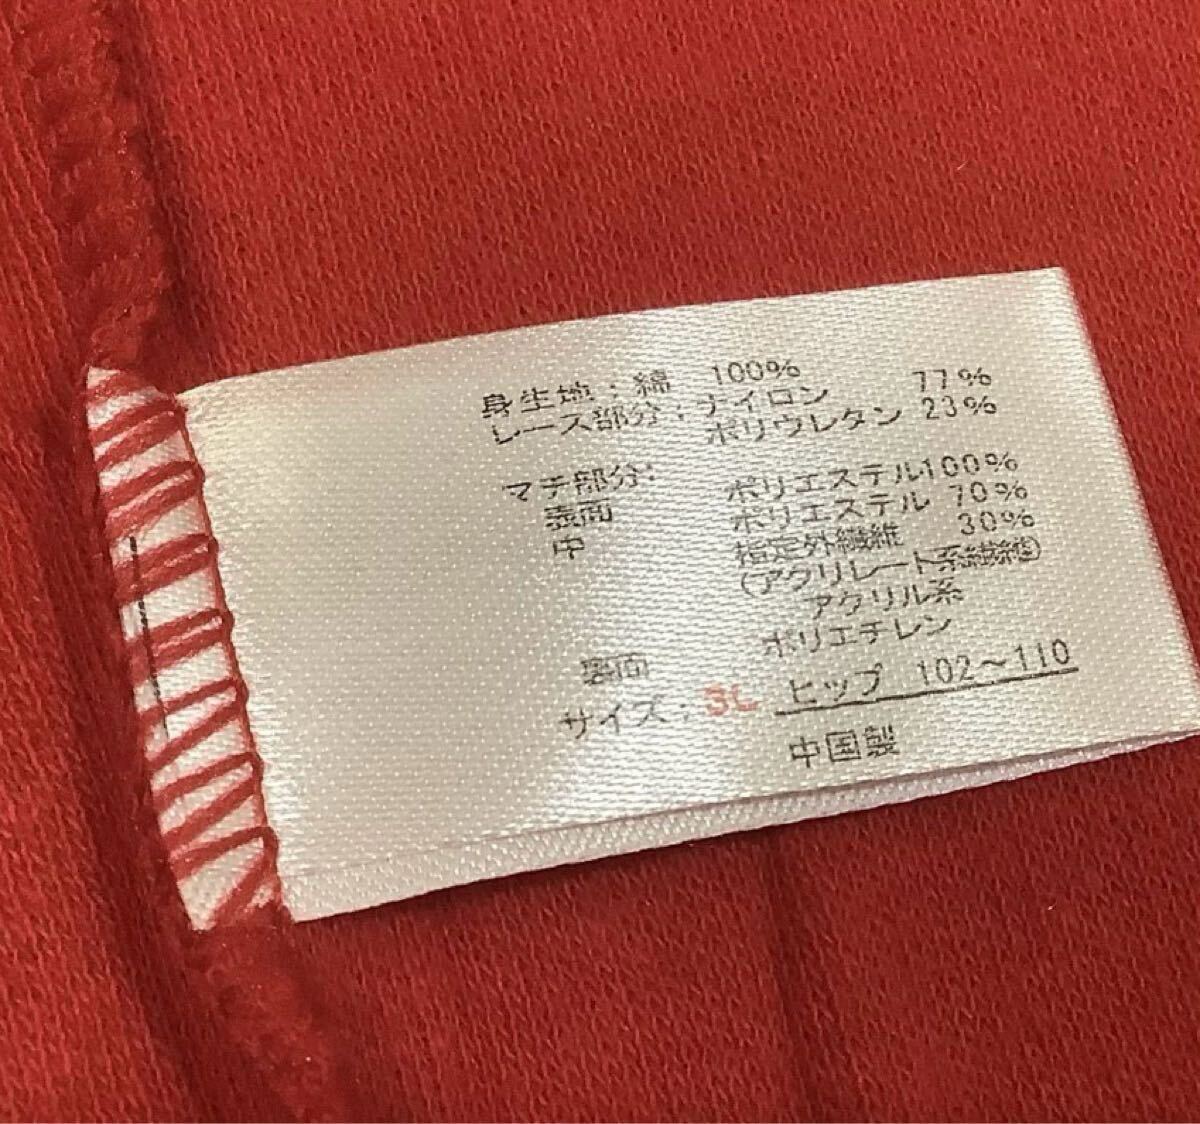 身生地：綿 100%
レース部分：ナイロン 77%
ポリウレタン 23%
マチ部分：
表面 ポリエステル100%
中 ポリエステル 70%
指定外繊維 30%
(アクリレート系繊維)
アクリル系
裏面 ポリエチレン
サイズ：3L ヒップ 102～110
中国製